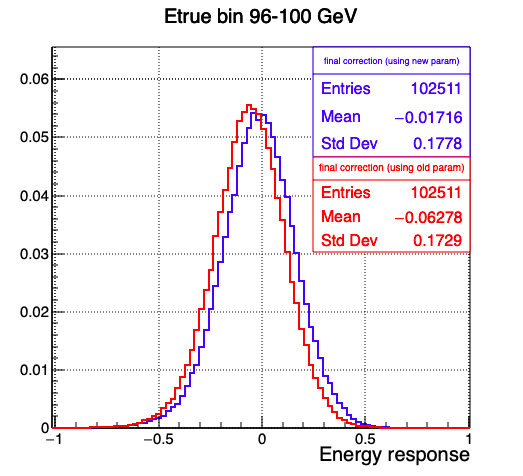 Etrue bin 96-100 GeV
final correction (using new param)
Entries 102511
Mean −0.01716
Std Dev 0.1778
final correction (using old param)
Entries 102511
Mean −0.06278
Std Dev 0.1729
0.06
0.05
0.04
0.03
0.02
0.01
0
−1 −0.5 0 0.5 1
Energy response